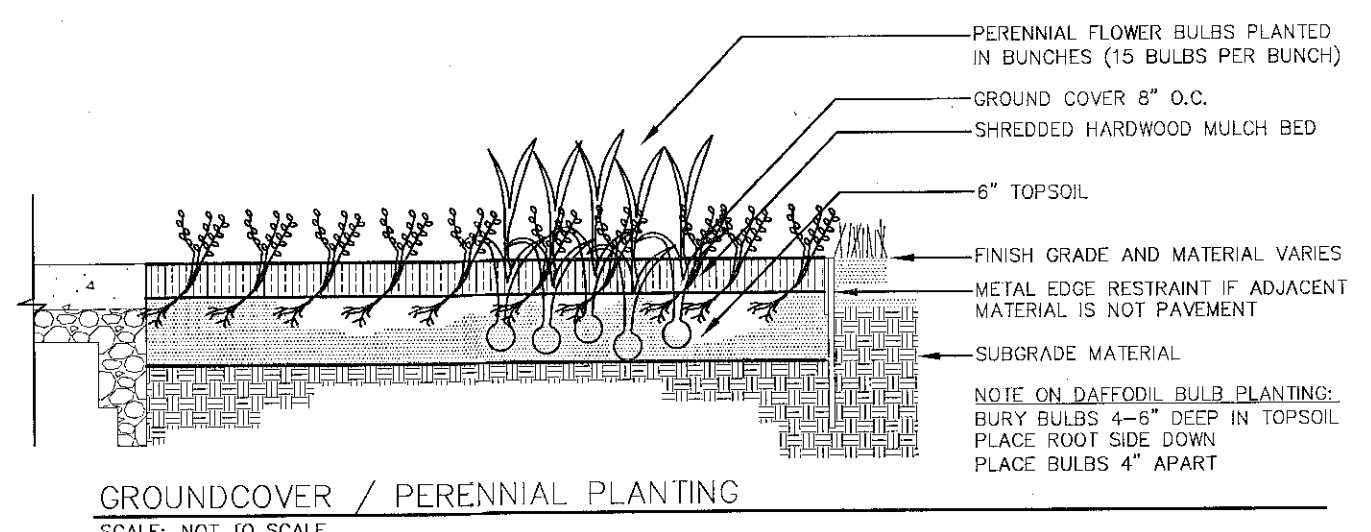 PERENNIAL FLOWER BULBS PLANTED
IN BUNCHES (15 BULBS PER BUNCH)
GROUND COVER 8" O.C.
SHREDDED HARDWOOD MULCH BED
6" TOPSOIL
FINISH GRADE AND MATERIAL VARIES
METAL EDGE RESTRAINT IF ADJACENT
MATERIAL IS NOT PAVEMENT
SUBGRADE MATERIAL
NOTE ON DAFFODIL BULB PLANTING:
BURY BULBS 4-6" DEEP IN TOPSOIL
PLACE ROOT SIDE DOWN
PLACE BULBS 4" APART
GROUNDCOVER / PERENNIAL PLANTING
SCALE: NOT TO SCALE